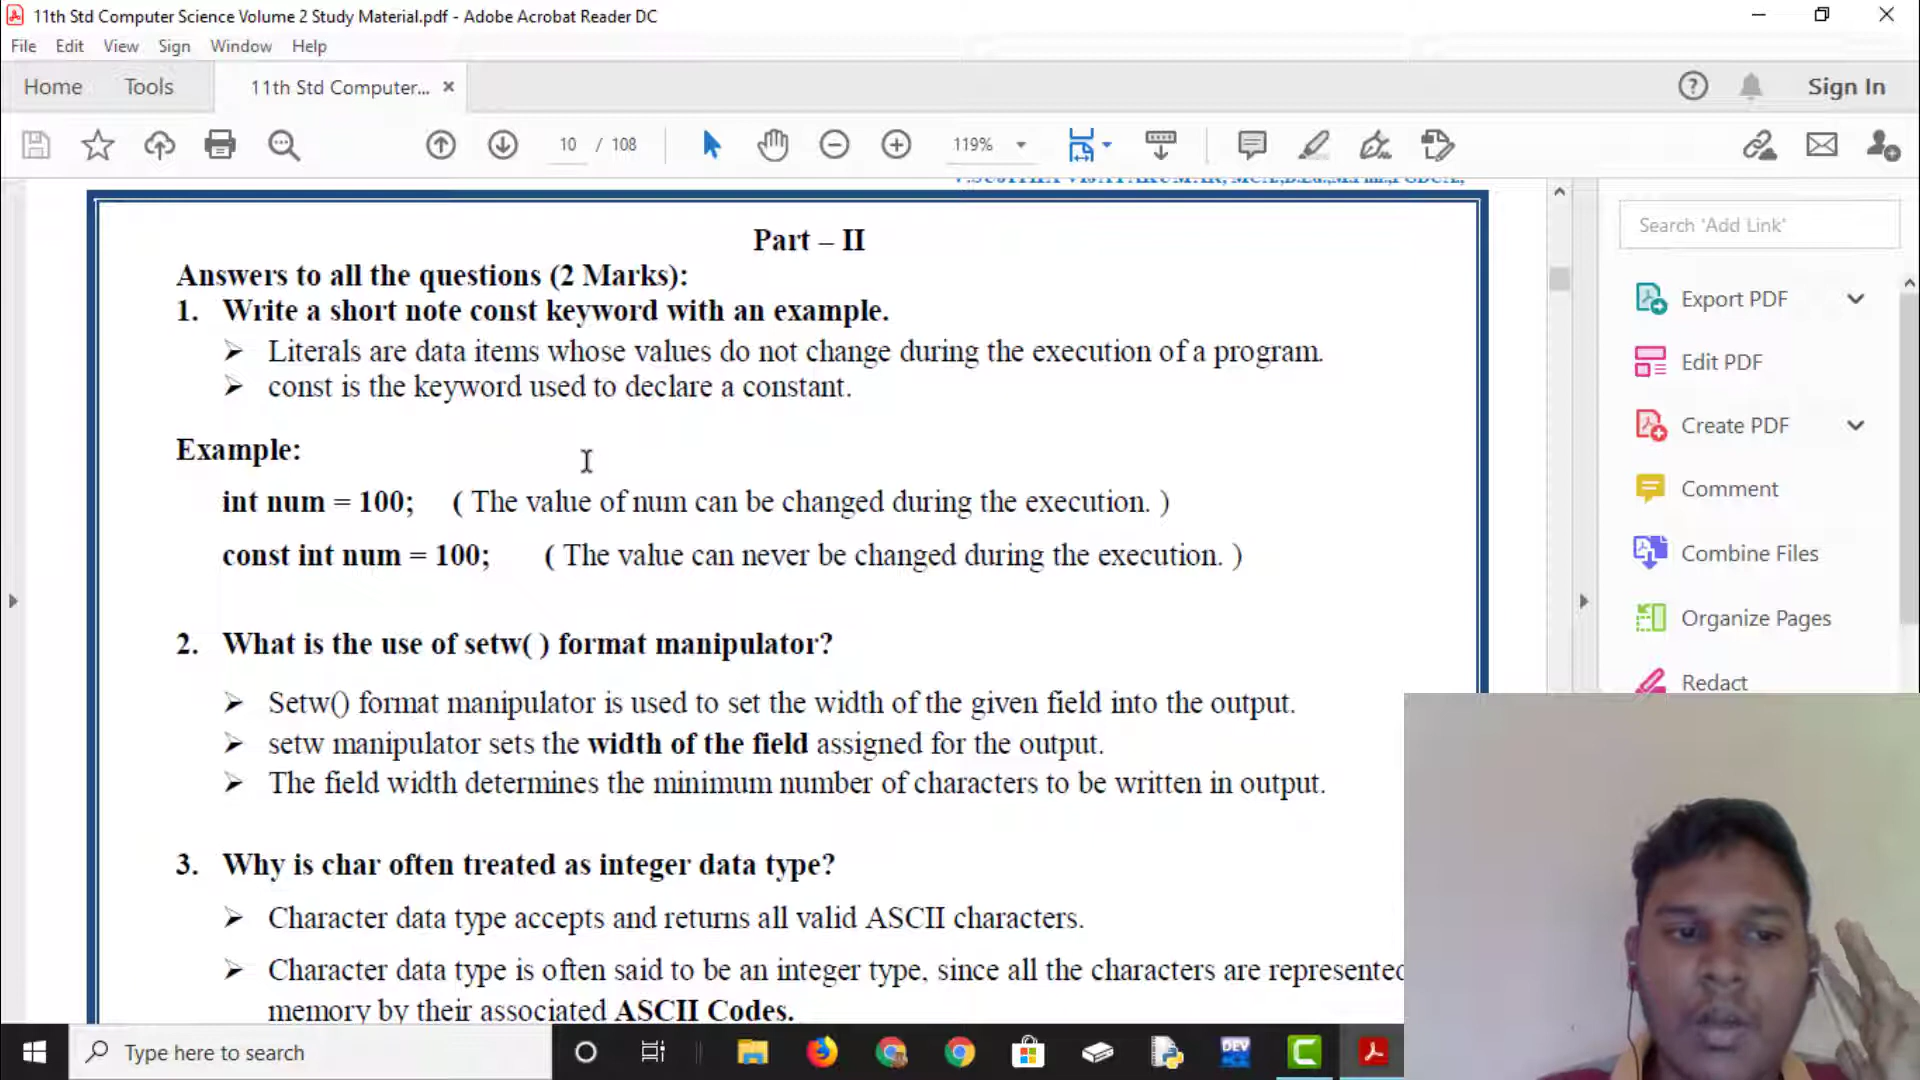 11th Std Computer Science Volume 2 Study Material.pdf - Adobe Acrobat Reader DC
File Edit View Sign Window Help
Home Tools 11th Std Computer... × Sign In
10 / 108 119%
Part – II
Answers to all the questions (2 Marks):
1. Write a short note const keyword with an example.
➢ Literals are data items whose values do not change during the execution of a program.
➢ const is the keyword used to declare a constant.
Example:
int num = 100; ( The value of num can be changed during the execution. )
const int num = 100; ( The value can never be changed during the execution. )
2. What is the use of setw( ) format manipulator?
➢ Setw() format manipulator is used to set the width of the given field into the output.
➢ setw manipulator sets the width of the field assigned for the output.
➢ The field width determines the minimum number of characters to be written in output.
3. Why is char often treated as integer data type?
➢ Character data type accepts and returns all valid ASCII characters.
➢ Character data type is often said to be an integer type, since all the characters are represented
memory by their associated ASCII Codes.
Search 'Add Link'
Export PDF
Edit PDF
Create PDF
Comment
Combine Files
Organize Pages
Redact
Type here to search
DEV